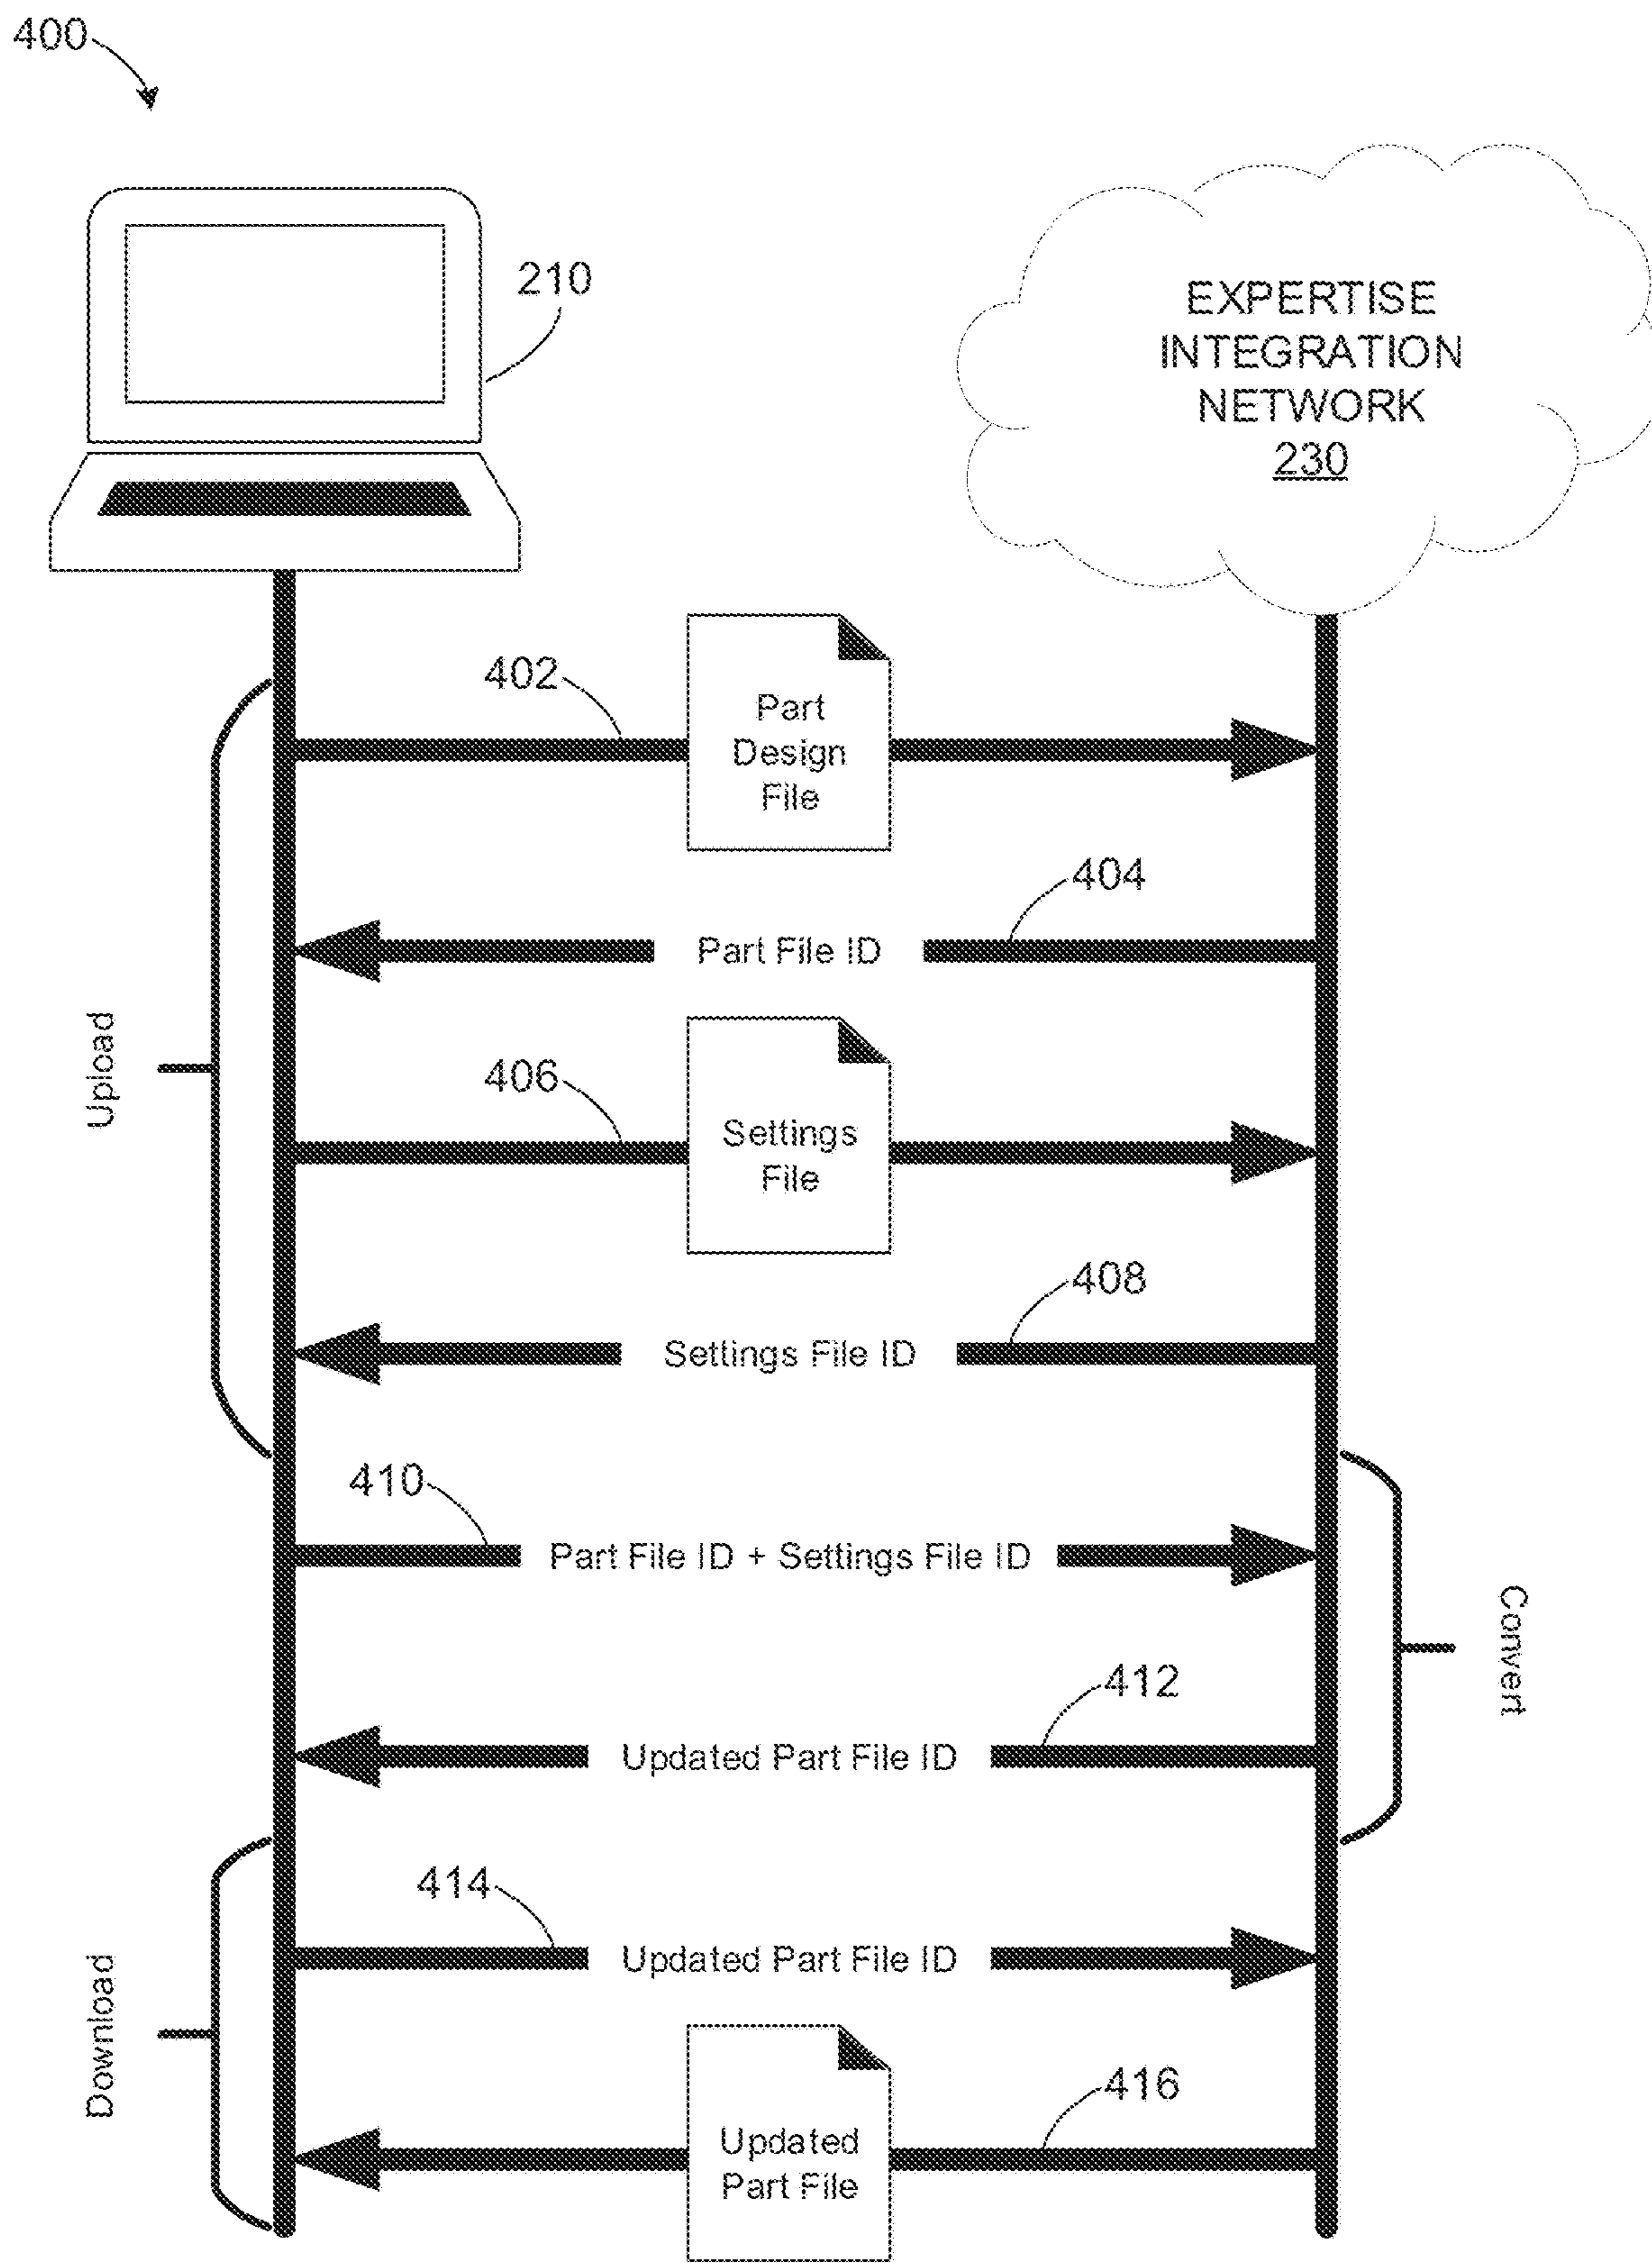 400
210
EXPERTISE
INTEGRATION
NETWORK
230
402
Part
Design
File
404
Part File ID
Upload
406
Settings
File
408
Settings File ID
410
Part File ID + Settings File ID
Convert
412
Updated Part File ID
414
Updated Part File ID
Download
416
Updated
Part File